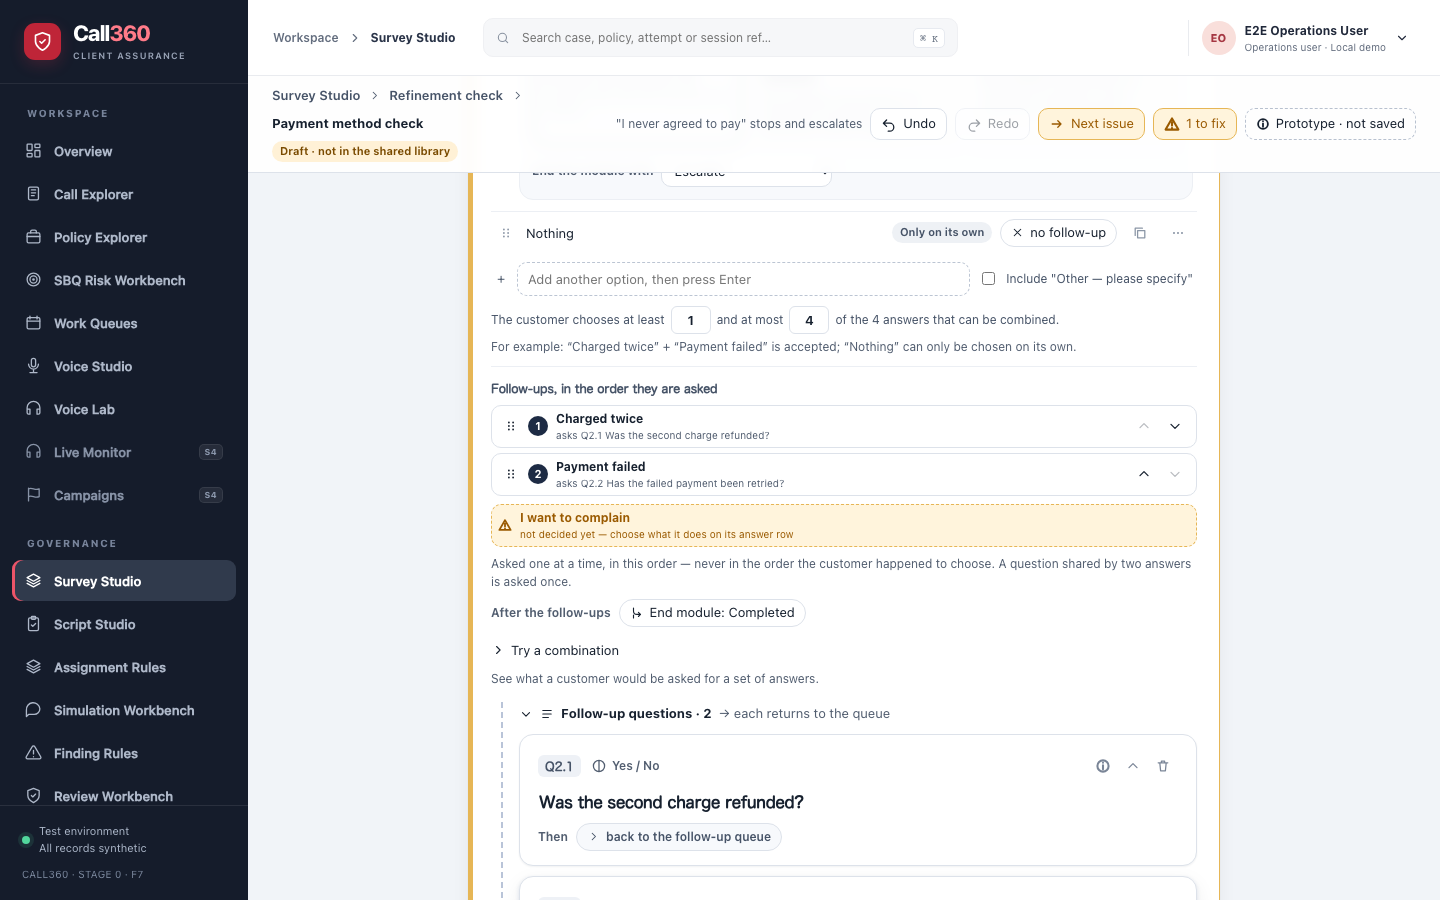 Call360
CLIENT ASSURANCE
WORKSPACE
Overview
Call Explorer
Policy Explorer
SBQ Risk Workbench
Work Queues
Voice Studio
Voice Lab
Live Monitor S4
Campaigns S4
GOVERNANCE
Survey Studio
Script Studio
Assignment Rules
Simulation Workbench
Finding Rules
Review Workbench
Test environment
All records synthetic
CALL360 · STAGE 0 · F7
Workspace > Survey Studio
Search case, policy, attempt or session ref...
⌘ K
EO
E2E Operations User
Operations user · Local demo
Survey Studio > Refinement check >
Payment method check
Draft · not in the shared library
"I never agreed to pay" stops and escalates
Undo
Redo
Next issue
1 to fix
Prototype · not saved
End the module with Escalate
Nothing
Only on its own
no follow-up
+ Add another option, then press Enter
Include "Other — please specify"
The customer chooses at least 1 and at most 4 of the 4 answers that can be combined.
For example: “Charged twice” + “Payment failed” is accepted; “Nothing” can only be chosen on its own.
Follow-ups, in the order they are asked
1 Charged twice
asks Q2.1 Was the second charge refunded?
2 Payment failed
asks Q2.2 Has the failed payment been retried?
I want to complain
not decided yet — choose what it does on its answer row
Asked one at a time, in this order — never in the order the customer happened to choose. A question shared by two answers
is asked once.
After the follow-ups End module: Completed
Try a combination
See what a customer would be asked for a set of answers.
Follow-up questions · 2 → each returns to the queue
Q2.1 Yes / No
Was the second charge refunded?
Then back to the follow-up queue